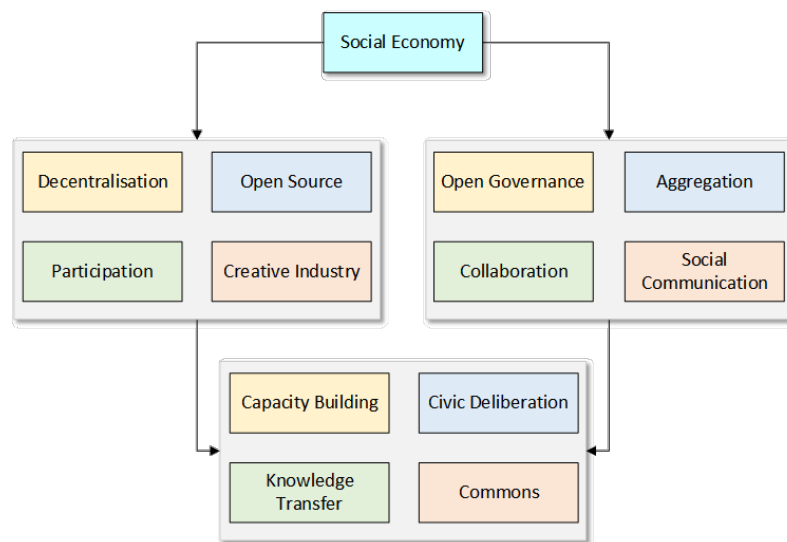 Social Economy
Decentralisation
Open Source
Participation
Creative Industry
Open Governance
Aggregation
Collaboration
Social
Communication
Capacity Building
Civic Deliberation
Knowledge
Transfer
Commons